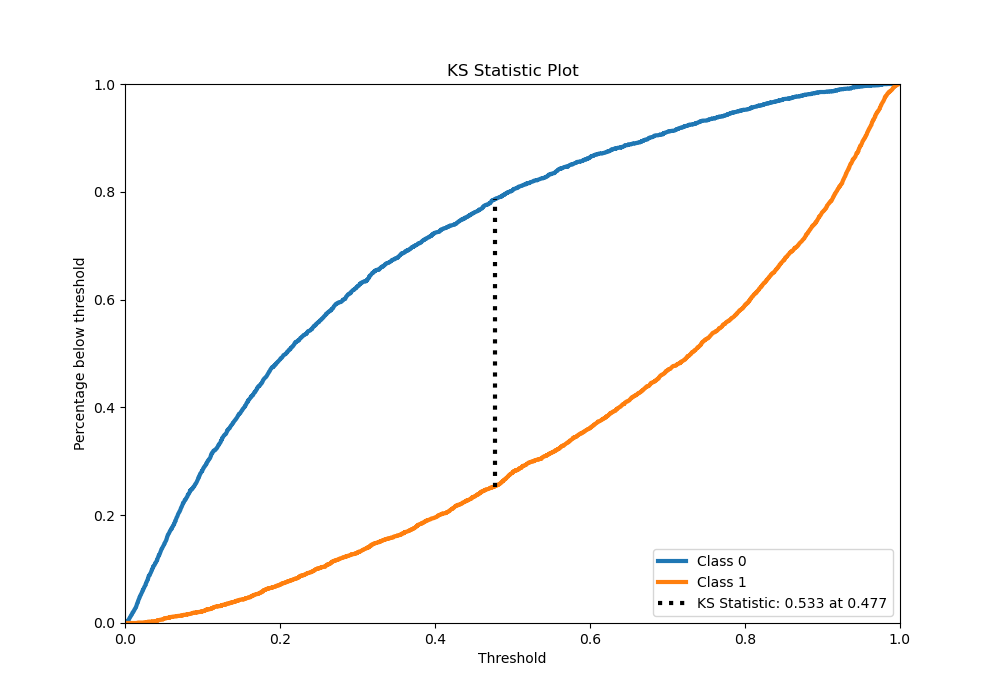 KS Statistic Plot
1.0
0.8
0.6
0.4
0.2
0.0
Percentage below threshold
0.0 0.2 0.4 0.6 0.8 1.0
Threshold
Class 0
Class 1
KS Statistic: 0.533 at 0.477